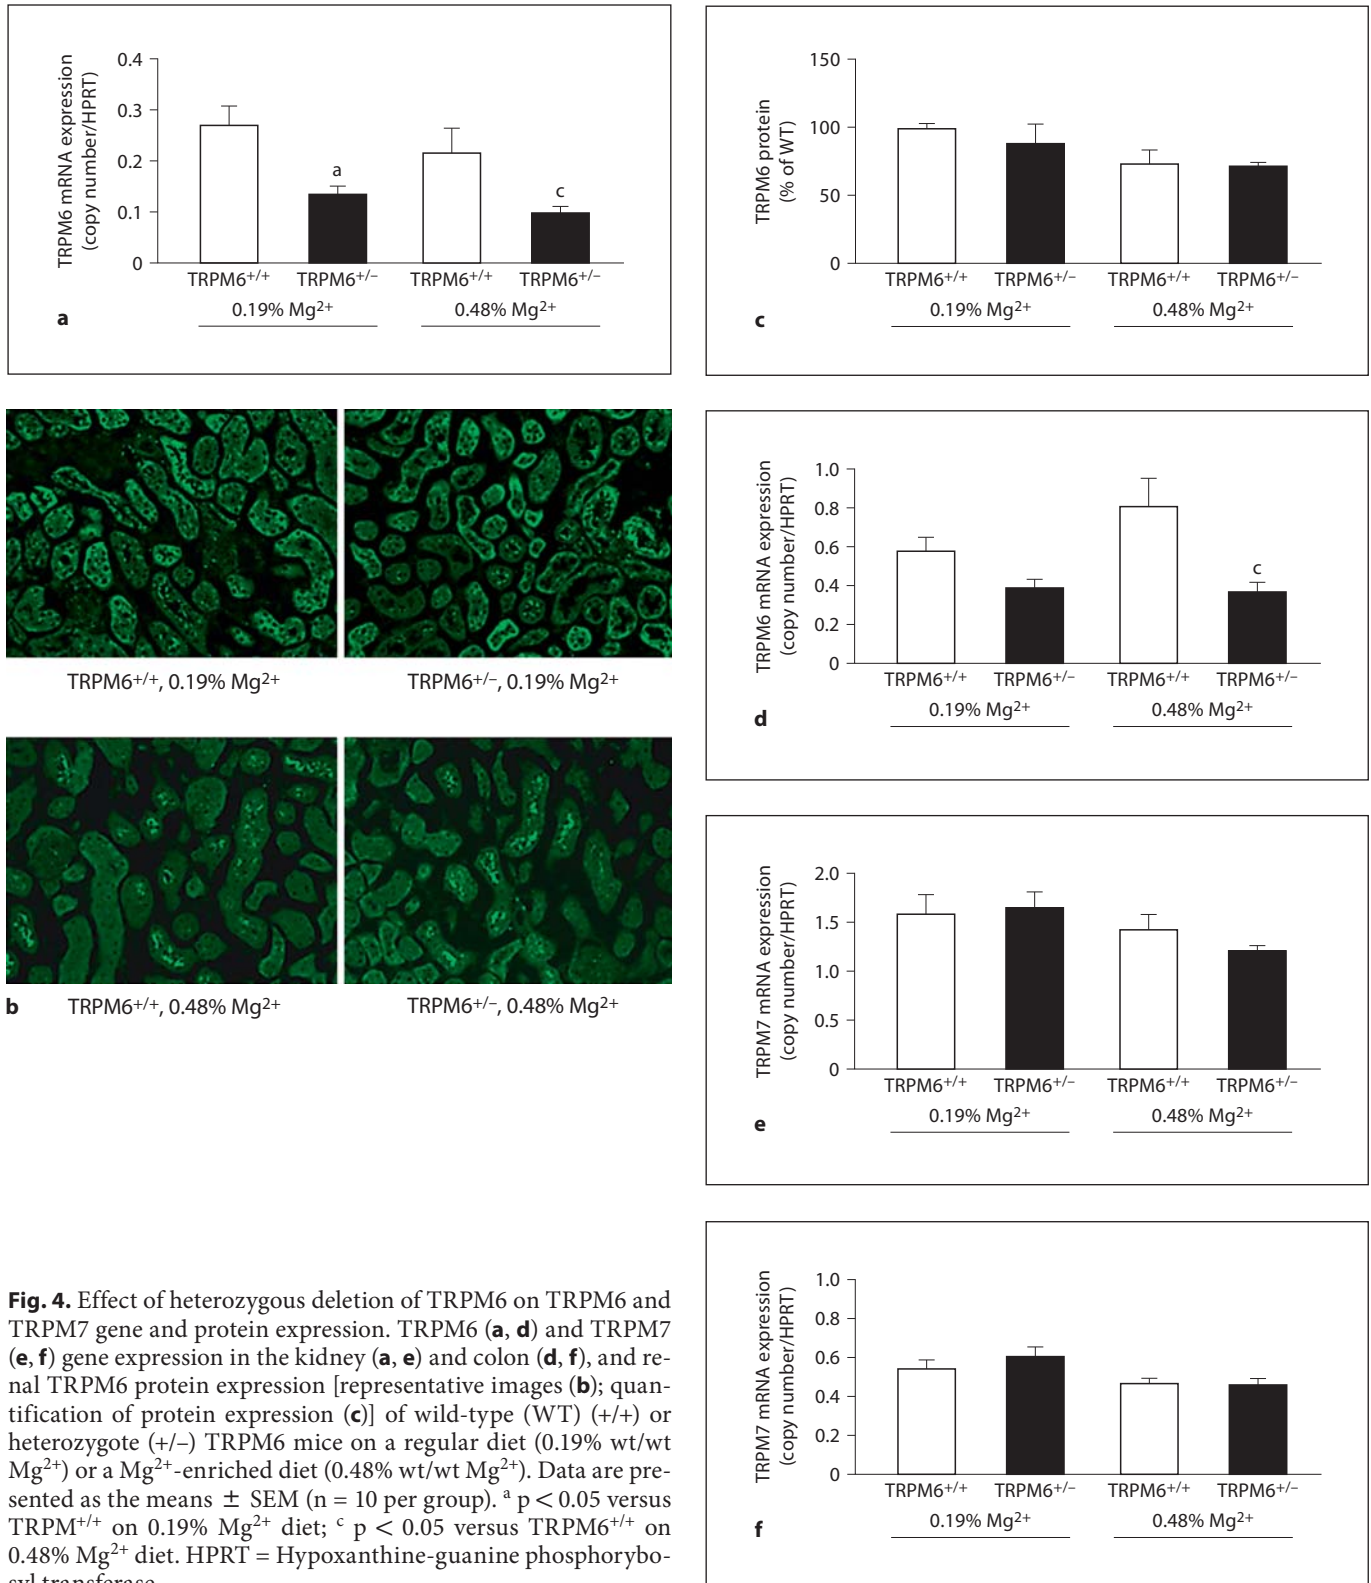 TRPM6 mRNA expression
(copy number/HPRT)
0.4
0.3
0.2
0.1
0
a
c
TRPM6+/+ TRPM6+/– TRPM6+/+ TRPM6+/–
0.19% Mg2+ 0.48% Mg2+
a
TRPM6+/+, 0.19% Mg2+ TRPM6+/–, 0.19% Mg2+
b TRPM6+/+, 0.48% Mg2+ TRPM6+/–, 0.48% Mg2+
Fig. 4. Effect of heterozygous deletion of TRPM6 on TRPM6 and
TRPM7 gene and protein expression. TRPM6 (a, d) and TRPM7
(e, f) gene expression in the kidney (a, e) and colon (d, f), and re-
nal TRPM6 protein expression [representative images (b); quan-
tification of protein expression (c)] of wild-type (WT) (+/+) or
heterozygote (+/–) TRPM6 mice on a regular diet (0.19% wt/wt
Mg2+) or a Mg2+-enriched diet (0.48% wt/wt Mg2+). Data are pre-
sented as the means ± SEM (n = 10 per group). a p < 0.05 versus
TRPM+/+ on 0.19% Mg2+ diet; c p < 0.05 versus TRPM6+/+ on
0.48% Mg2+ diet. HPRT = Hypoxanthine-guanine phosphorybo-
syl transferase
TRPM6 protein
(% of WT)
150
100
50
0
TRPM6+/+ TRPM6+/– TRPM6+/+ TRPM6+/–
0.19% Mg2+ 0.48% Mg2+
c
TRPM6 mRNA expression
(copy number/HPRT)
1.0
0.8
0.6
0.4
0.2
0
c
TRPM6+/+ TRPM6+/– TRPM6+/+ TRPM6+/–
0.19% Mg2+ 0.48% Mg2+
d
TRPM7 mRNA expression
(copy number/HPRT)
2.0
1.5
1.0
0.5
0
TRPM6+/+ TRPM6+/– TRPM6+/+ TRPM6+/–
0.19% Mg2+ 0.48% Mg2+
e
TRPM7 mRNA expression
(copy number/HPRT)
1.0
0.8
0.6
0.4
0.2
0
TRPM6+/+ TRPM6+/– TRPM6+/+ TRPM6+/–
0.19% Mg2+ 0.48% Mg2+
f